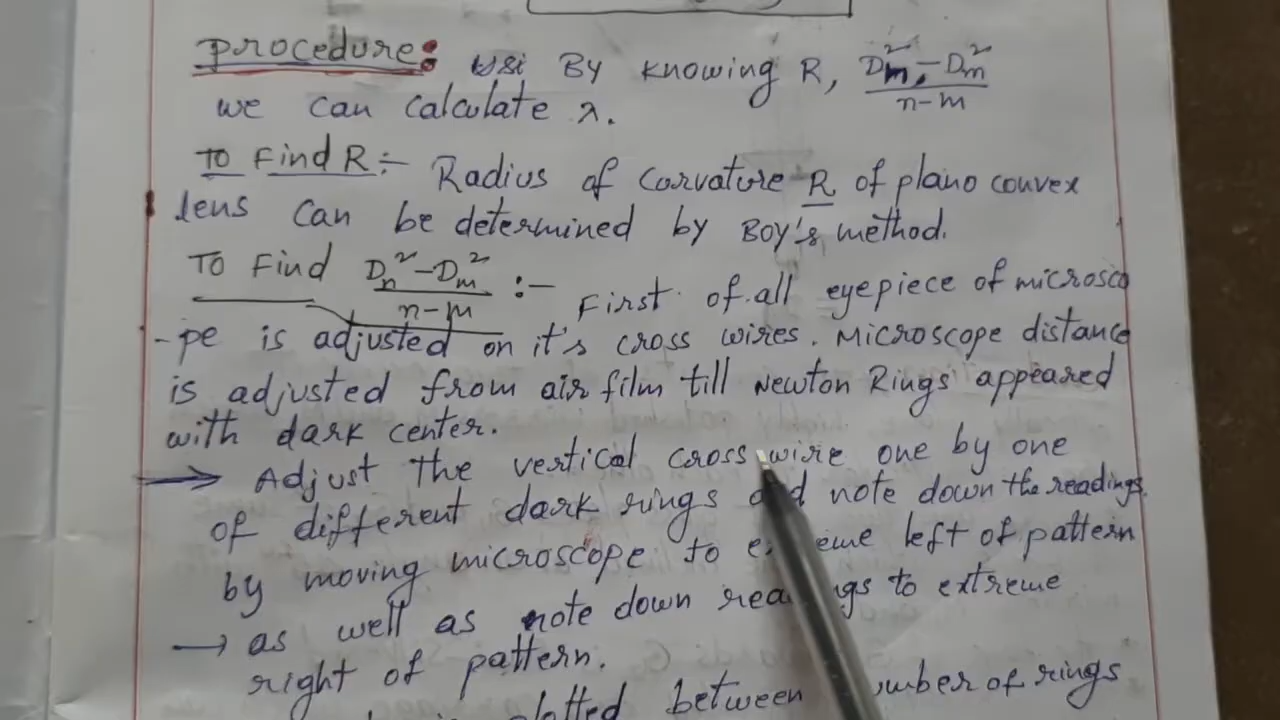 Procedure: By Knowing R, Dₙ² – Dₘ² / n-m
we can calculate λ.
To Find R:- Radius of Curvature R of plano convex
lens can be determined by Boy's method.
To Find Dₙ² – Dₘ² / n-m :- First of all eyepiece of microsco
-pe is adjusted on it's cross wires. Microscope distance
is adjusted from air film till Newton Rings appeared
with dark center.
→ Adjust the vertical cross wire one by one
of different dark rings and note down the readings
by moving microscope to extreme left of pattern
→ as well as note down readings to extreme
right of pattern.
plotted between number of rings